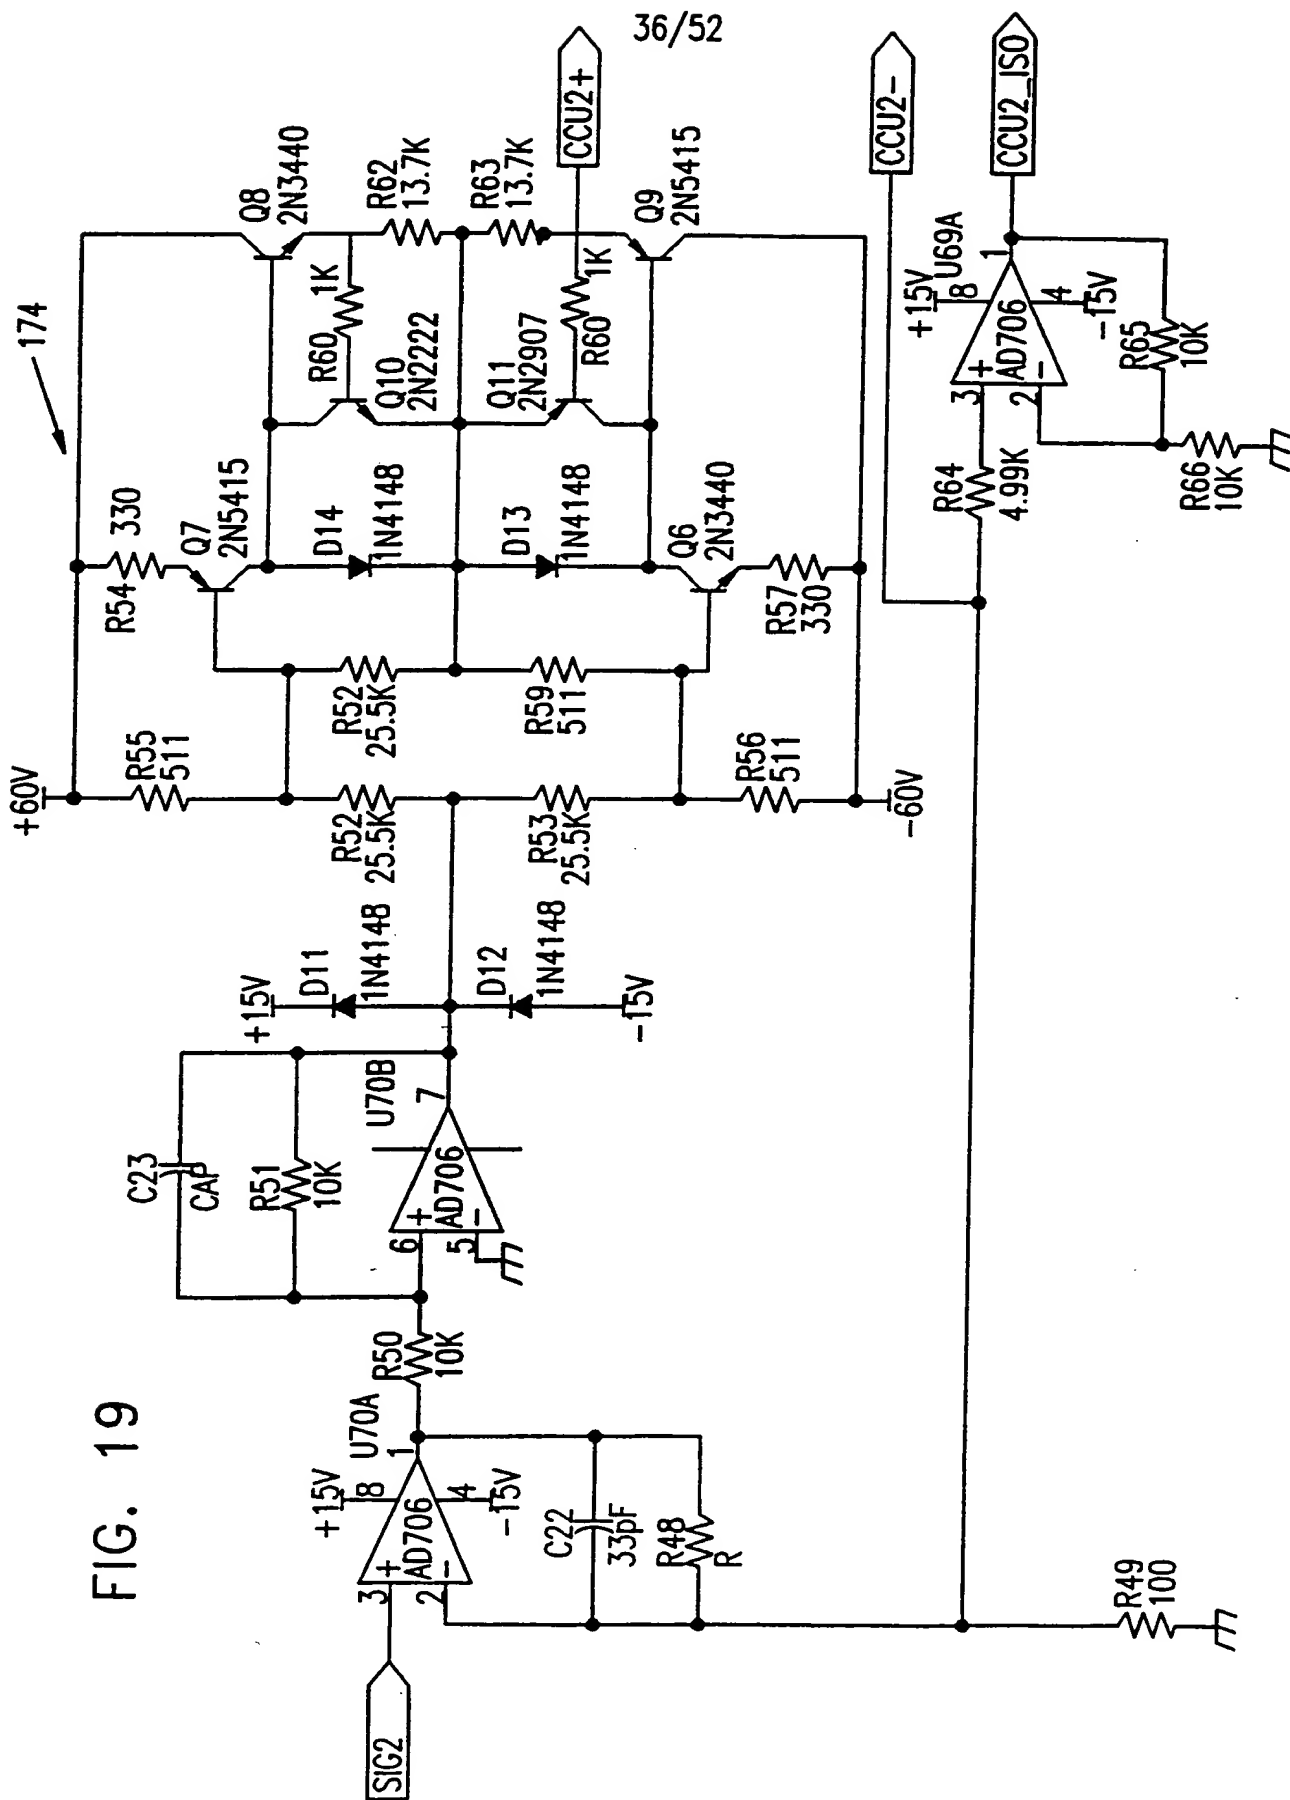 36/52
FIG. 19
174
SIG2
3
+
AD706
2
-
+15V
8
U70A
1
4
-15V
C22
33pF
R48
R
R49
100
R50
10K
C23
CAP
R51
10K
6
+
AD706
5
-
U70B
7
+15V
D11
1N4148
D12
1N4148
-15V
+60V
R55
511
R52
25.5K
R53
25.5K
R56
511
-60V
R52
25.5K
R59
511
R54
330
Q7
2N5415
D14
1N4148
D13
1N4148
Q6
2N3440
R57
330
R60
1K
Q10
2N2222
Q11
2N2907
R60
1K
Q8
2N3440
R62
13.7K
R63
13.7K
Q9
2N5415
CCU2+
CCU2-
R64
4.99K
3
+
AD706
2
-
+15V
8
U69A
1
4
-15V
R65
10K
R66
10K
CCU2_ISO